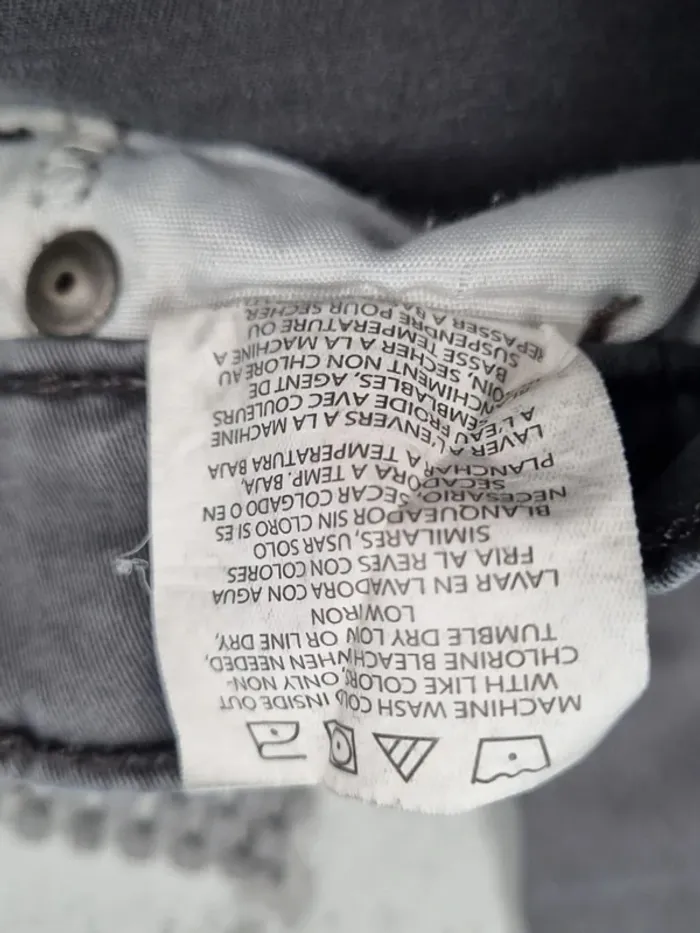 MACHINE WASH COLD INSIDE OUT
WITH LIKE COLORS, ONLY NON-
CHLORINE BLEACH WHEN NEEDED,
TUMBLE DRY LOW OR LINE DRY,
LOW IRON
LAVAR EN LAVADORA CON AGUA
FRIA Y AL REVES CON COLORES
SIMILARES, USAR SOLO
BLANQUEADOR SIN CLORO SI ES
NECESARIO, SECAR COLGADO O EN
SECADORA A TEMP. BAJA,
PLANCHAR A TEMPERATURA BAJA
LAVER A L'ENVERS A LA MACHINE
A L'EAU FROIDE AVEC COULEURS
SEMBLABLES, AGENT DE
NON CHLORE AU
SECHER A LA MACHINE A
BASSE TEMPERATURE OU
SUSPENDRE POUR SECHER,
REPASSER A